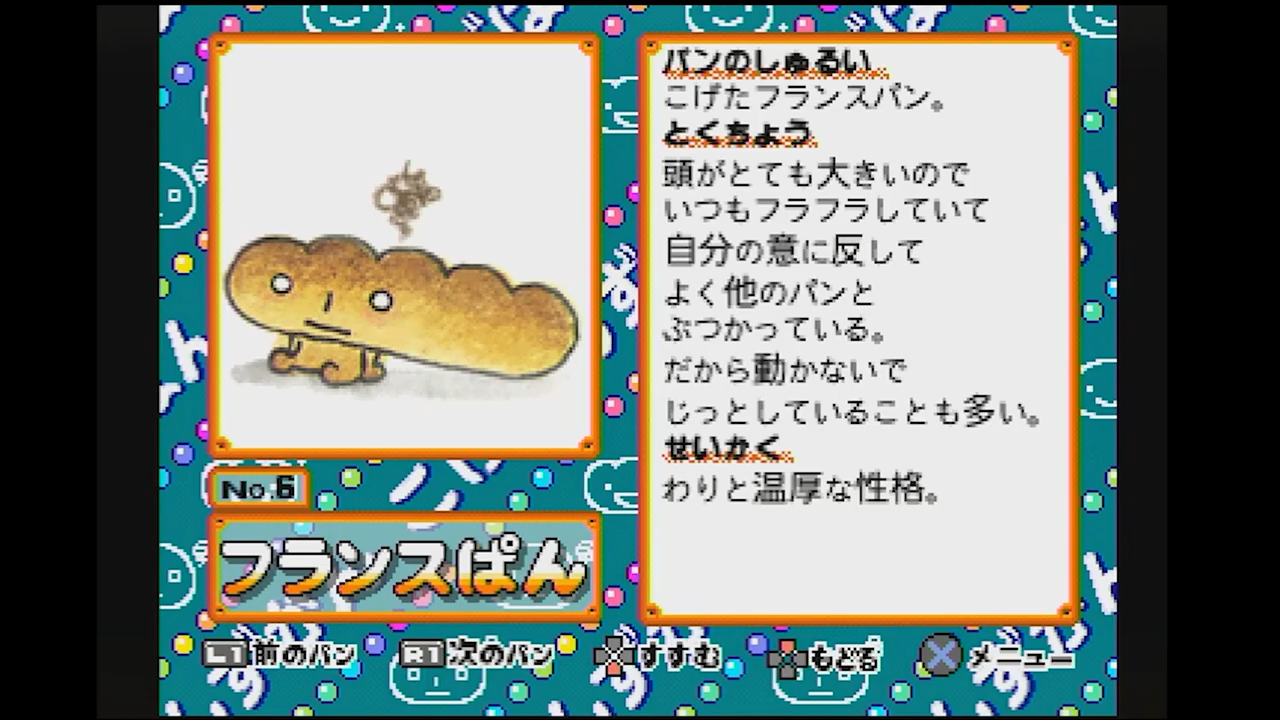 パンのしゅるい
こげたフランスパン。
とくちょう
頭がとても大きいので
いつもフラフラしていて
自分の意に反して
よく他のパンと
ぶつかっている。
だから動かないで
じっとしていることも多い。
せいかく
わりと温厚な性格。
No.6
フランスぱん
L1前のパン R1次のパン すすむ もどる メニュー